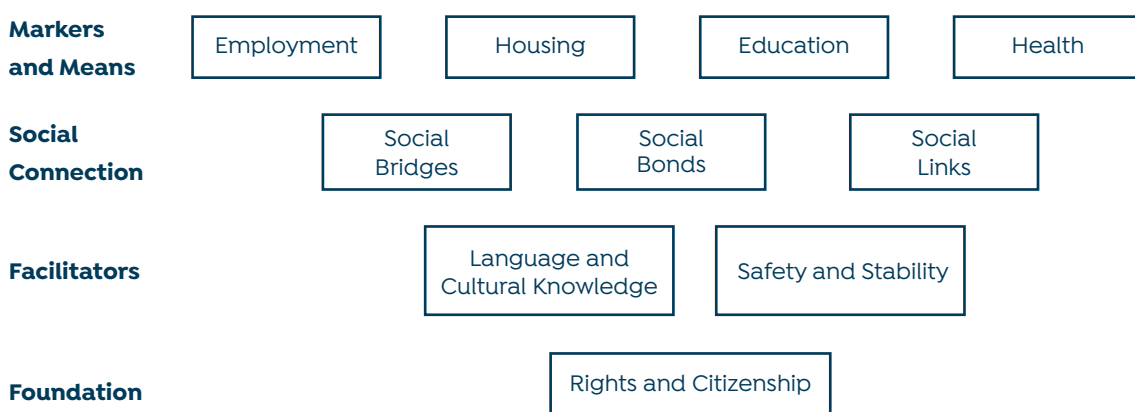 Markers
and Means
Employment
Housing
Education
Health
Social
Connection
Social
Bridges
Social
Bonds
Social
Links
Facilitators
Language and
Cultural Knowledge
Safety and Stability
Foundation
Rights and Citizenship